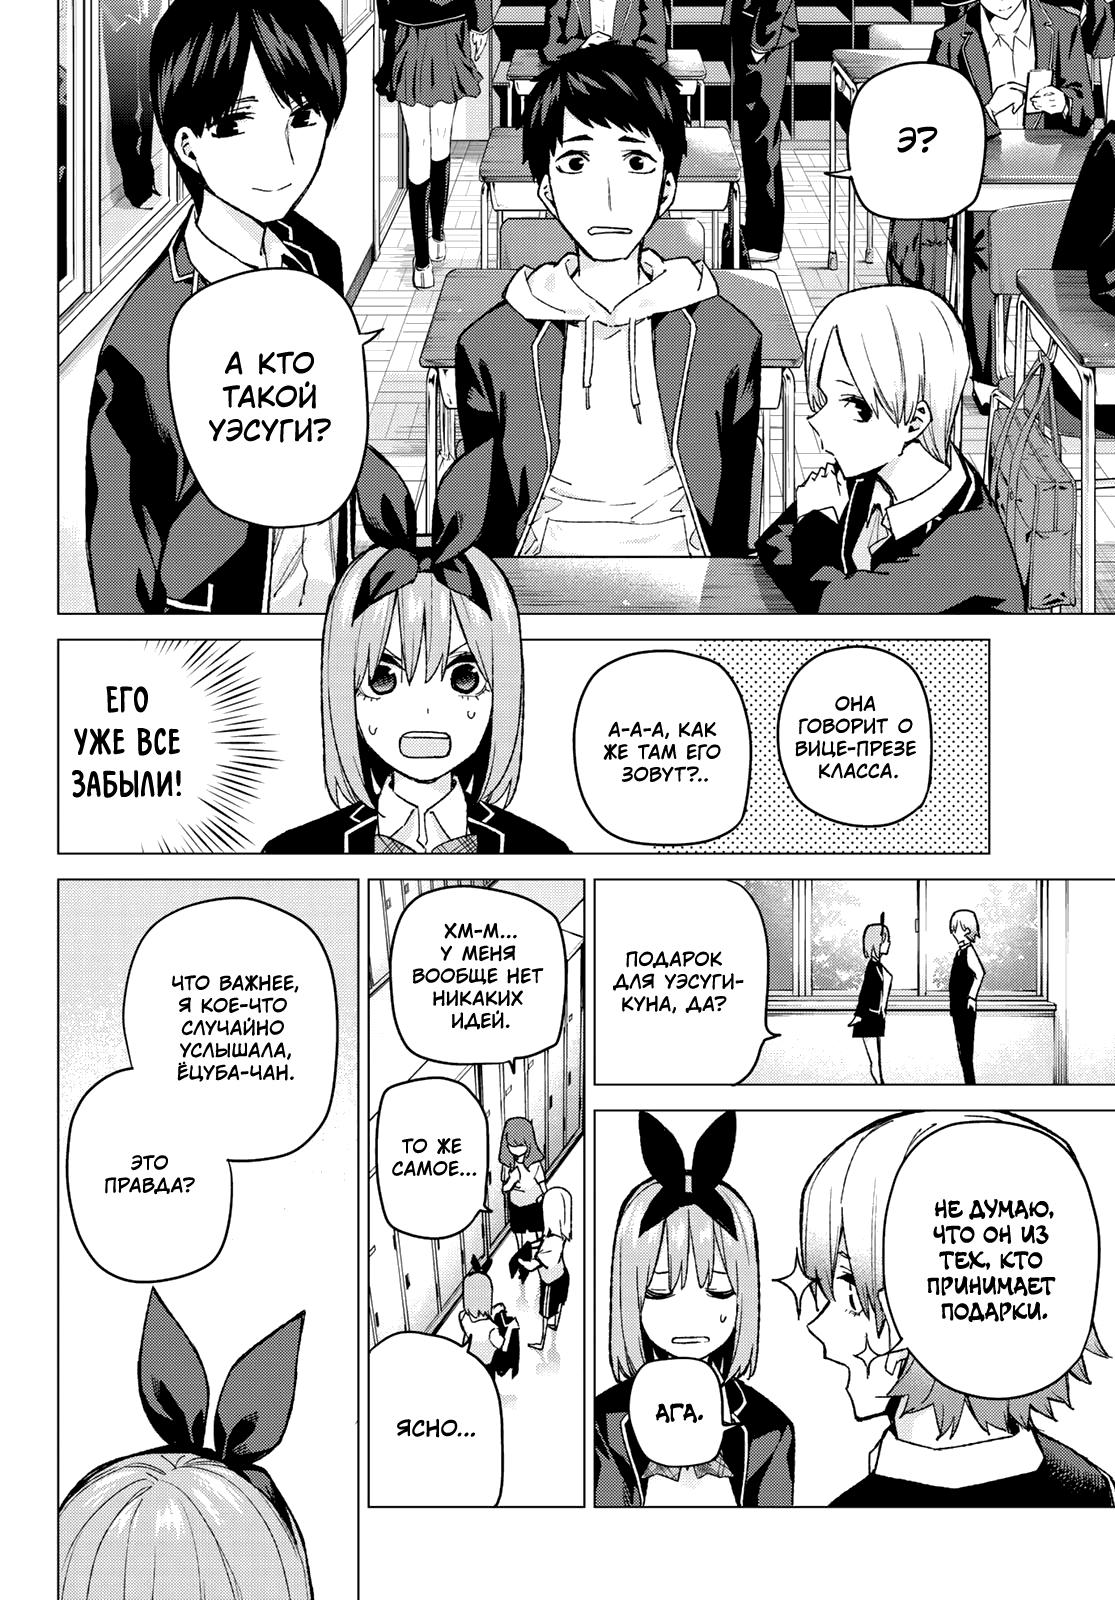 Э?
А КТО
ТАКОЙ
УЭСУГИ?
ОНА
ГОВОРИТ О
ВИЦЕ-ПРЕЗЕ
КЛАССА.
А-А-А, КАК
ЖЕ ТАМ ЕГО
ЗОВУТ?..
ЕГО
УЖЕ ВСЕ
ЗАБЫЛИ!
ПОДАРОК
ДЛЯ УЭСУГИ-
КУНА, ДА?
НЕ ДУМАЮ,
ЧТО ОН ИЗ
ТЕХ, КТО
ПРИНИМАЕТ
ПОДАРКИ.
АГА.
ХМ-М...
У МЕНЯ
ВООБЩЕ НЕТ
НИКАКИХ
ИДЕЙ.
ТО ЖЕ
САМОЕ...
ЯСНО...
ЧТО ВАЖНЕЕ,
Я КОЕ-ЧТО
СЛУЧАЙНО
УСЛЫШАЛА,
ЁЦУБА-ЧАН.
ЭТО
ПРАВДА?